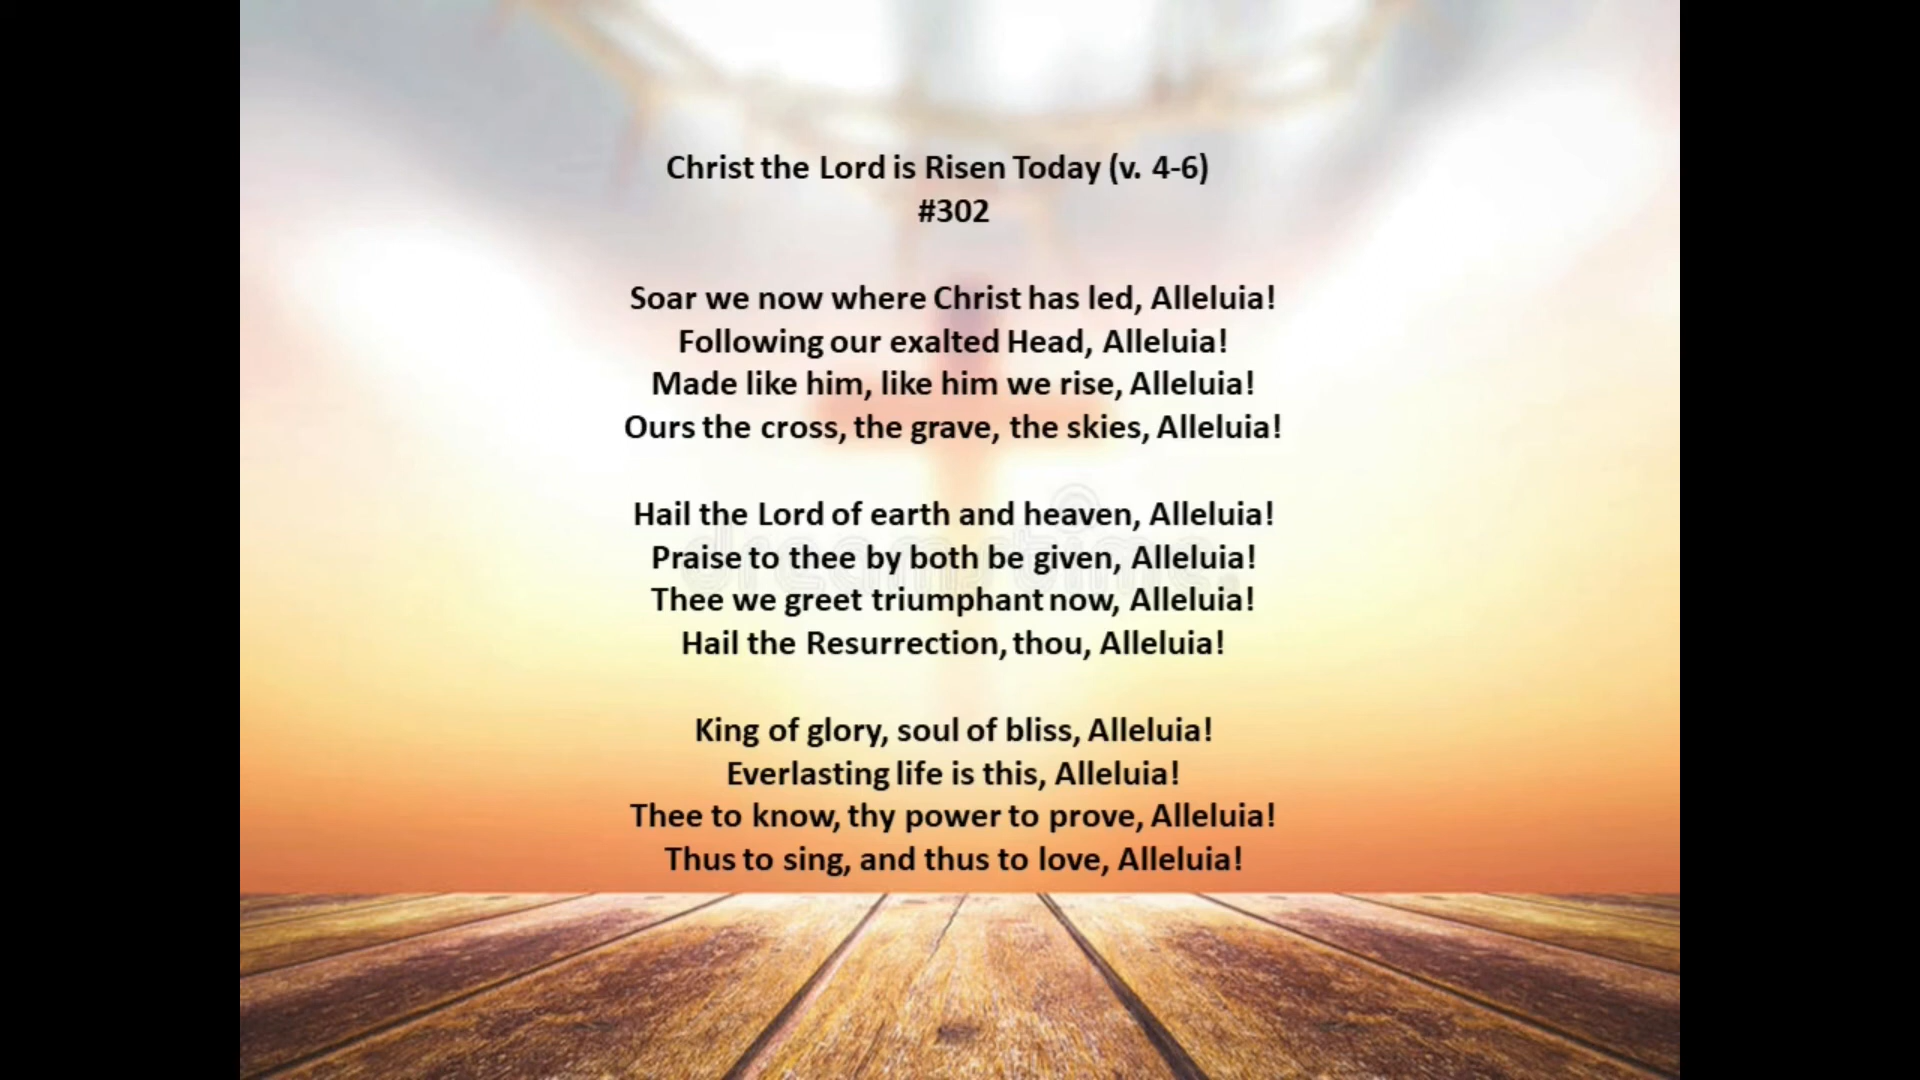 Christ the Lord is Risen Today (v. 4-6)
#302
Soar we now where Christ has led, Alleluia!
Following our exalted Head, Alleluia!
Made like him, like him we rise, Alleluia!
Ours the cross, the grave, the skies, Alleluia!
Hail the Lord of earth and heaven, Alleluia!
Praise to thee by both be given, Alleluia!
dreamstime.
Thee we greet triumphant now, Alleluia!
Hail the Resurrection, thou, Alleluia!
King of glory, soul of bliss, Alleluia!
Everlasting life is this, Alleluia!
Thee to know, thy power to prove, Alleluia!
Thus to sing, and thus to love, Alleluia!